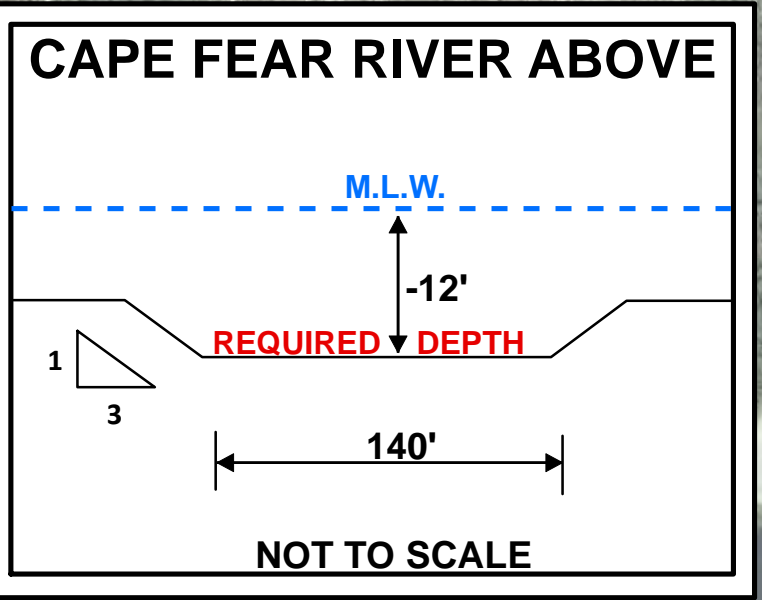 CAPE FEAR RIVER ABOVE
M.L.W.
-12'
REQUIRED DEPTH
1
3
140'
NOT TO SCALE